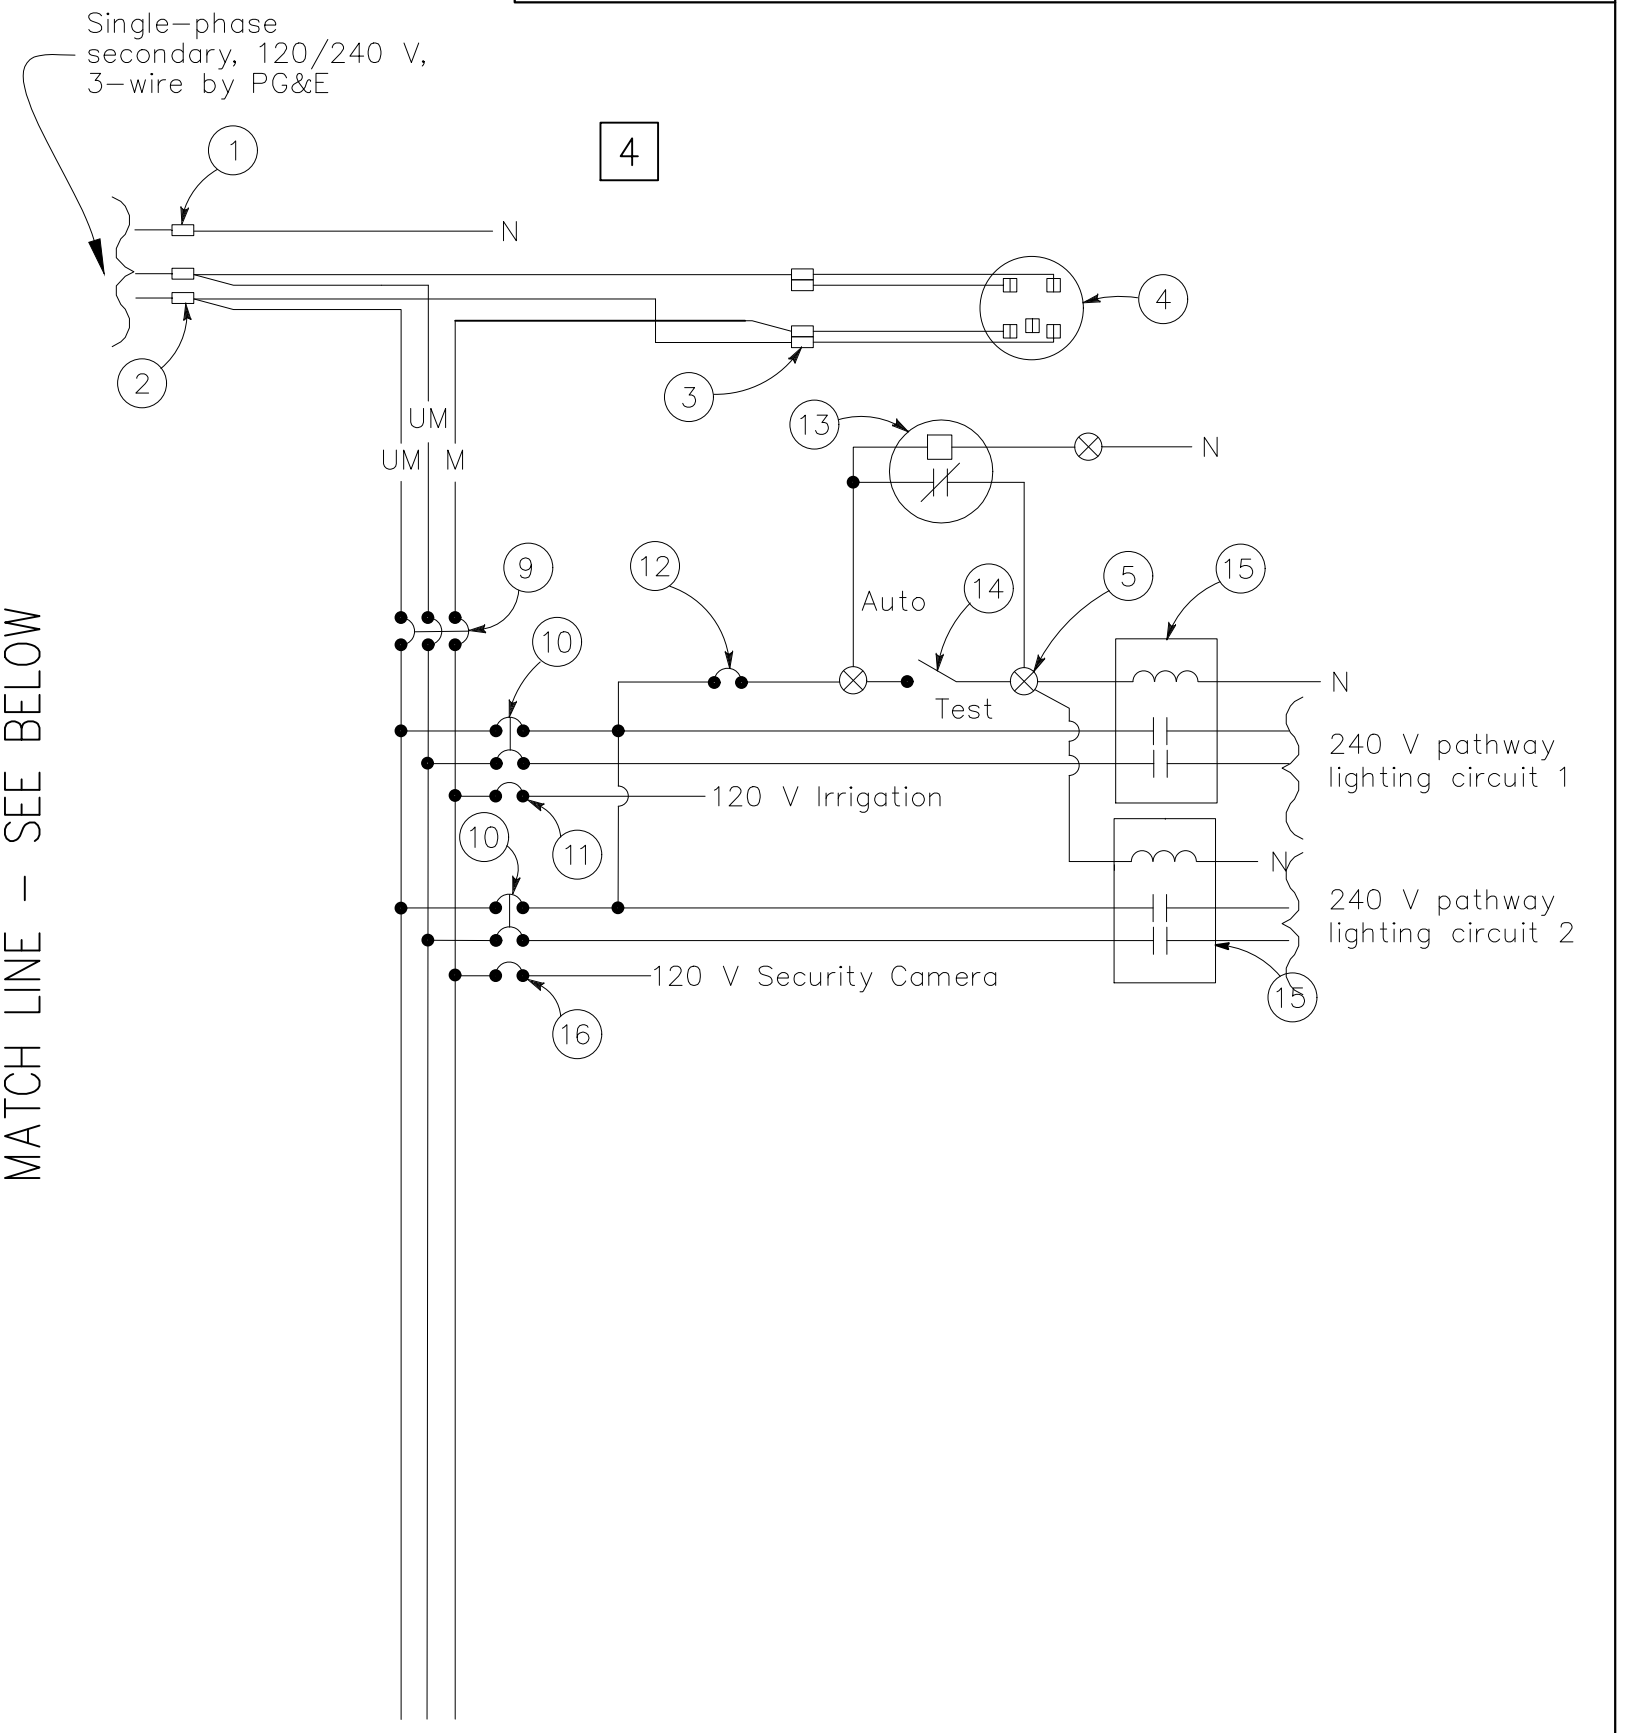 Single-phase
secondary, 120/240 V,
3-wire by PG&E
1
4
N
4
2
3
UM
UM M
13
N
9
12
Auto
14
5
15
10
Test
N
240 V pathway
lighting circuit 1
120 V Irrigation
10
11
N
240 V pathway
lighting circuit 2
120 V Security Camera
15
16
MATCH LINE - SEE BELOW